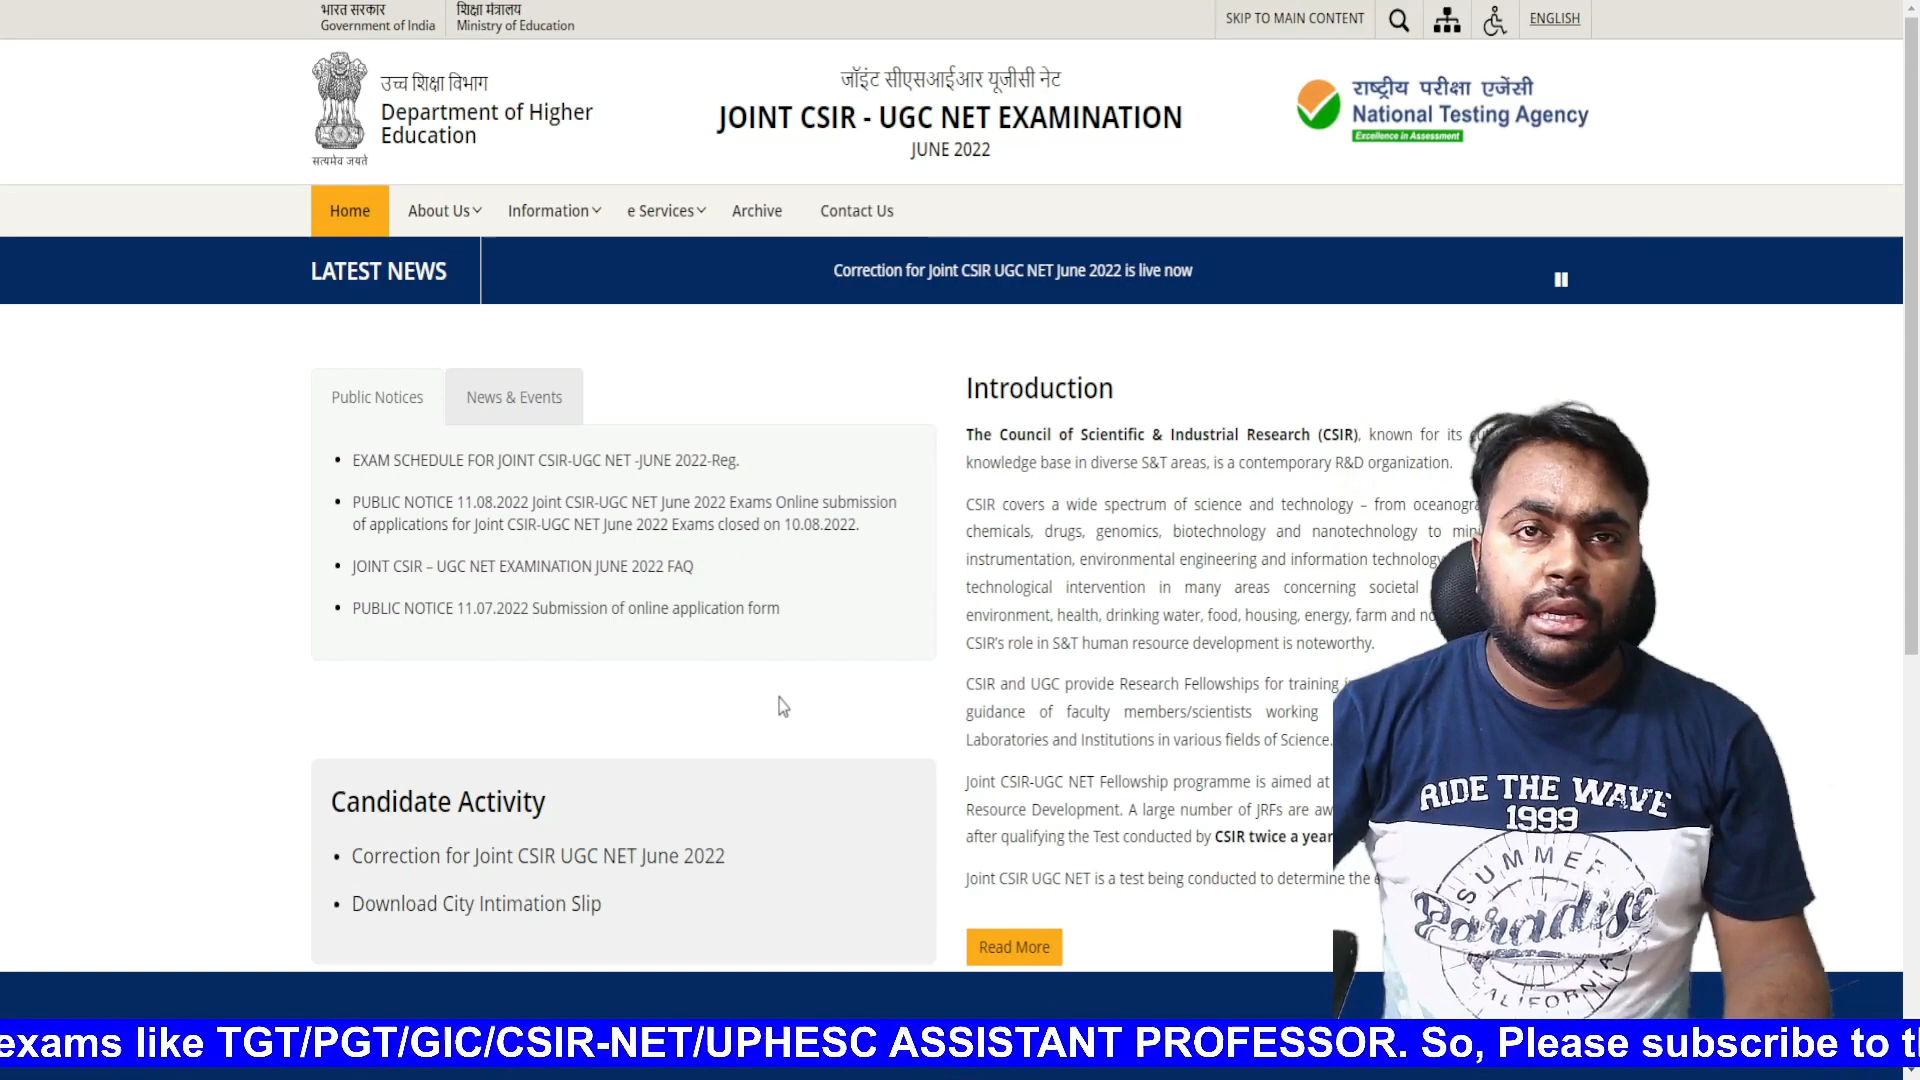 भारत सरकार
Government of India
शिक्षा मंत्रालय
Ministry of Education
SKIP TO MAIN CONTENT
ENGLISH
सत्यमेव जयते
उच्च शिक्षा विभाग
Department of Higher
Education
जॉइंट सीएसआईआर यूजीसी नेट
JOINT CSIR - UGC NET EXAMINATION
JUNE 2022
राष्ट्रीय परीक्षा एजेंसी
National Testing Agency
Excellence in Assessment
Home
About Us
Information
e Services
Archive
Contact Us
LATEST NEWS
Correction for Joint CSIR UGC NET June 2022 is live now
Public Notices
News & Events
• EXAM SCHEDULE FOR JOINT CSIR-UGC NET -JUNE 2022-Reg.
• PUBLIC NOTICE 11.08.2022 Joint CSIR-UGC NET June 2022 Exams Online submission
of applications for Joint CSIR-UGC NET June 2022 Exams closed on 10.08.2022.
• JOINT CSIR – UGC NET EXAMINATION JUNE 2022 FAQ
• PUBLIC NOTICE 11.07.2022 Submission of online application form
Candidate Activity
• Correction for Joint CSIR UGC NET June 2022
• Download City Intimation Slip
Introduction
The Council of Scientific & Industrial Research (CSIR), known for its
knowledge base in diverse S&T areas, is a contemporary R&D organization.
CSIR covers a wide spectrum of science and technology – from
chemicals, drugs, genomics, biotechnology and nanotechnology to
instrumentation, environmental engineering and information technology
technological intervention in many areas concerning societal
environment, health, drinking water, food, housing, energy, farm and
CSIR's role in S&T human resource development is noteworthy.
CSIR and UGC provide Research Fellowships for training
guidance of faculty members/scientists working
Laboratories and Institutions in various fields of Science.
Joint CSIR-UGC NET Fellowship programme is aimed at
Resource Development. A large number of JRFs are
after qualifying the Test conducted by CSIR twice a year
Joint CSIR UGC NET is a test being conducted to determine the
Read More
RIDE THE WAVE
1999
SUMMER
Paradise
CALIFORNIA
exams like TGT/PGT/GIC/CSIR-NET/UPHESC ASSISTANT PROFESSOR. So, Please subscribe to